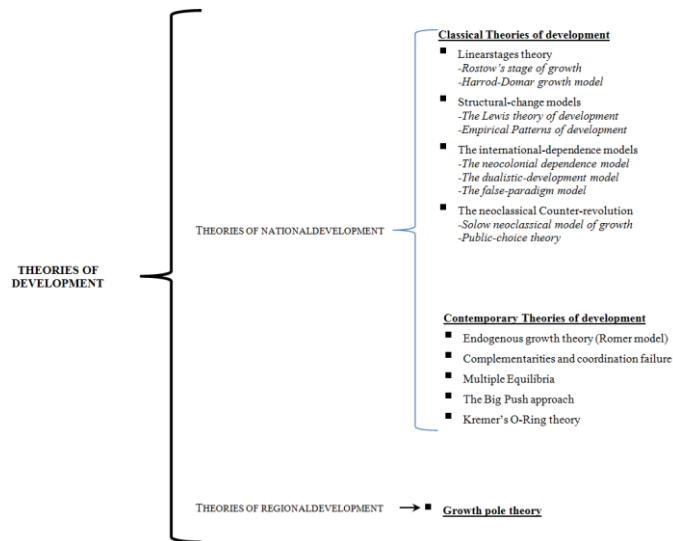 THEORIES OF
DEVELOPMENT
THEORIES OF NATIONALDEVELOPMENT
Classical Theories of development
Linearstages theory
-Rostow's stage of growth
-Harrod-Domar growth model
Structural-change models
-The Lewis theory of development
-Empirical Patterns of development
The international-dependence models
-The neocolonial dependence model
-The dualistic-development model
-The false-paradigm model
The neoclassical Counter-revolution
-Solow neoclassical model of growth
-Public-choice theory
Contemporary Theories of development
Endogenous growth theory (Romer model)
Complementarities and coordination failure
Multiple Equilibria
The Big Push approach
Kremer's O-Ring theory
THEORIES OF REGIONALDEVELOPMENT
Growth pole theory